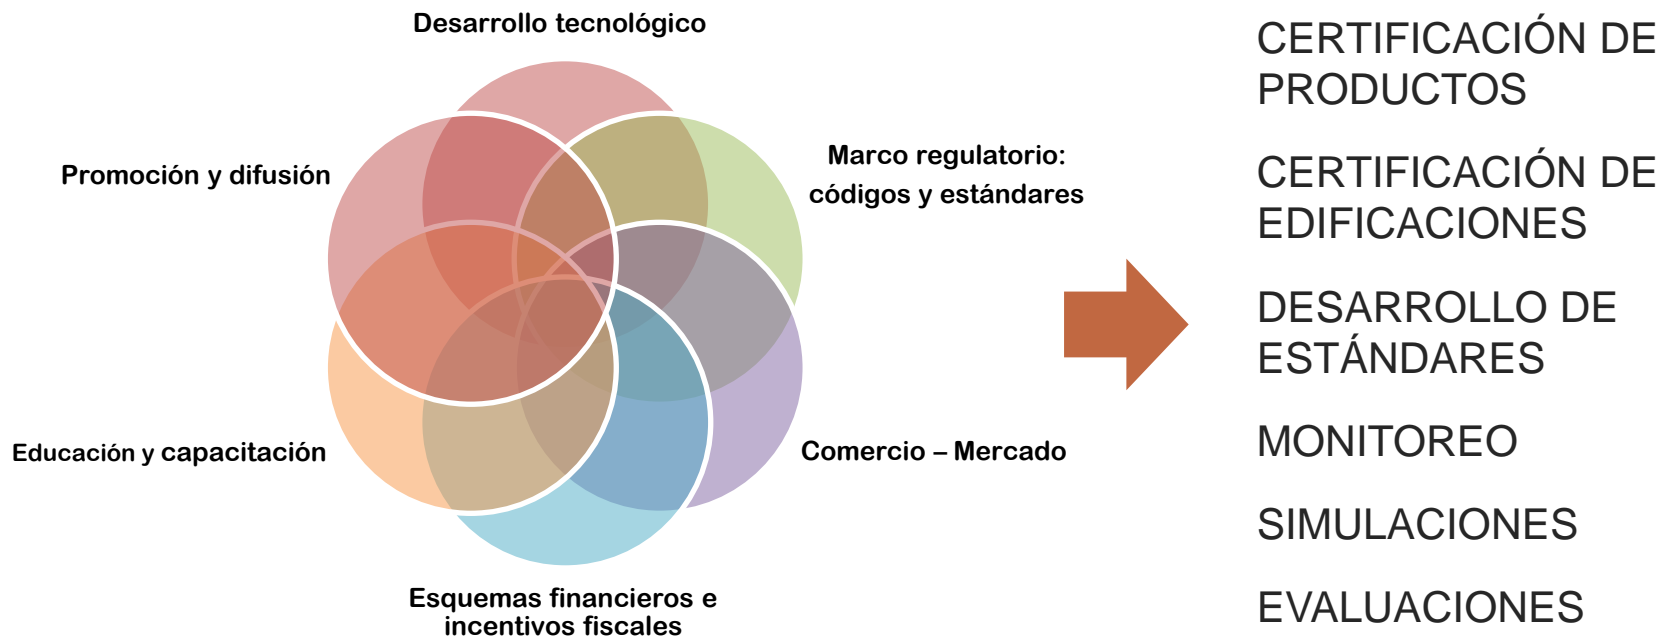 Desarrollo tecnológico
Marco regulatorio:
códigos y estándares
Comercio – Mercado
Esquemas financieros e
incentivos fiscales
Educación y capacitación
Promoción y difusión
CERTIFICACIÓN DE
PRODUCTOS
CERTIFICACIÓN DE
EDIFICACIONES
DESARROLLO DE
ESTÁNDARES
MONITOREO
SIMULACIONES
EVALUACIONES